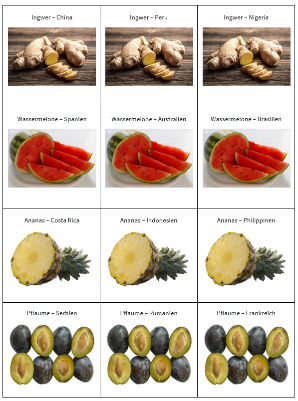 Ingwer – China
Ingwer – Peru
Ingwer – Nigeria
Wassermelone – Spanien
Wassermelone – Australien
Wassermelone – Brasilien
Ananas – Costa Rica
Ananas – Indonesien
Ananas – Philippinen
Pflaume – Serbien
Pflaume – Rumänien
Pflaume – Frankreich